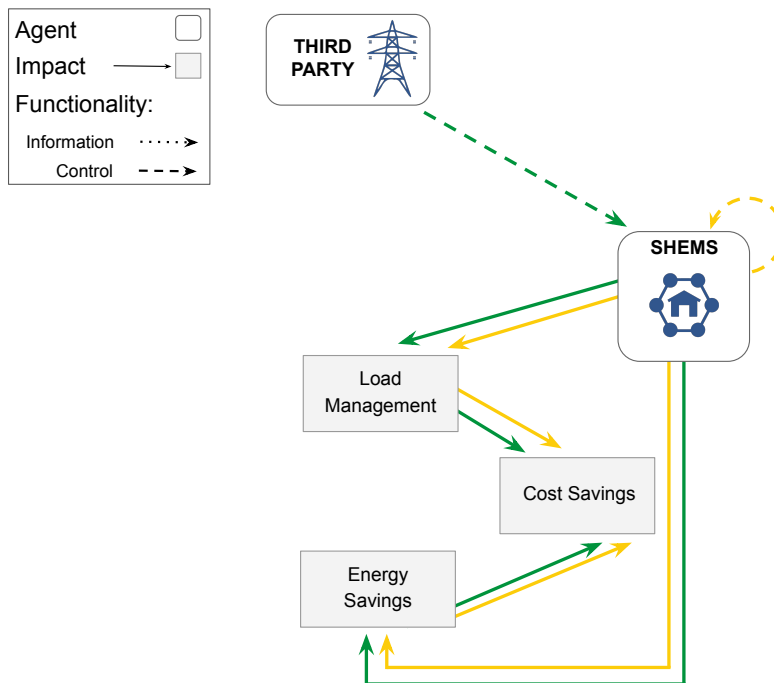 Agent
Impact
Functionality:
Information
Control
THIRD
PARTY
SHEMS
Load
Management
Cost Savings
Energy
Savings